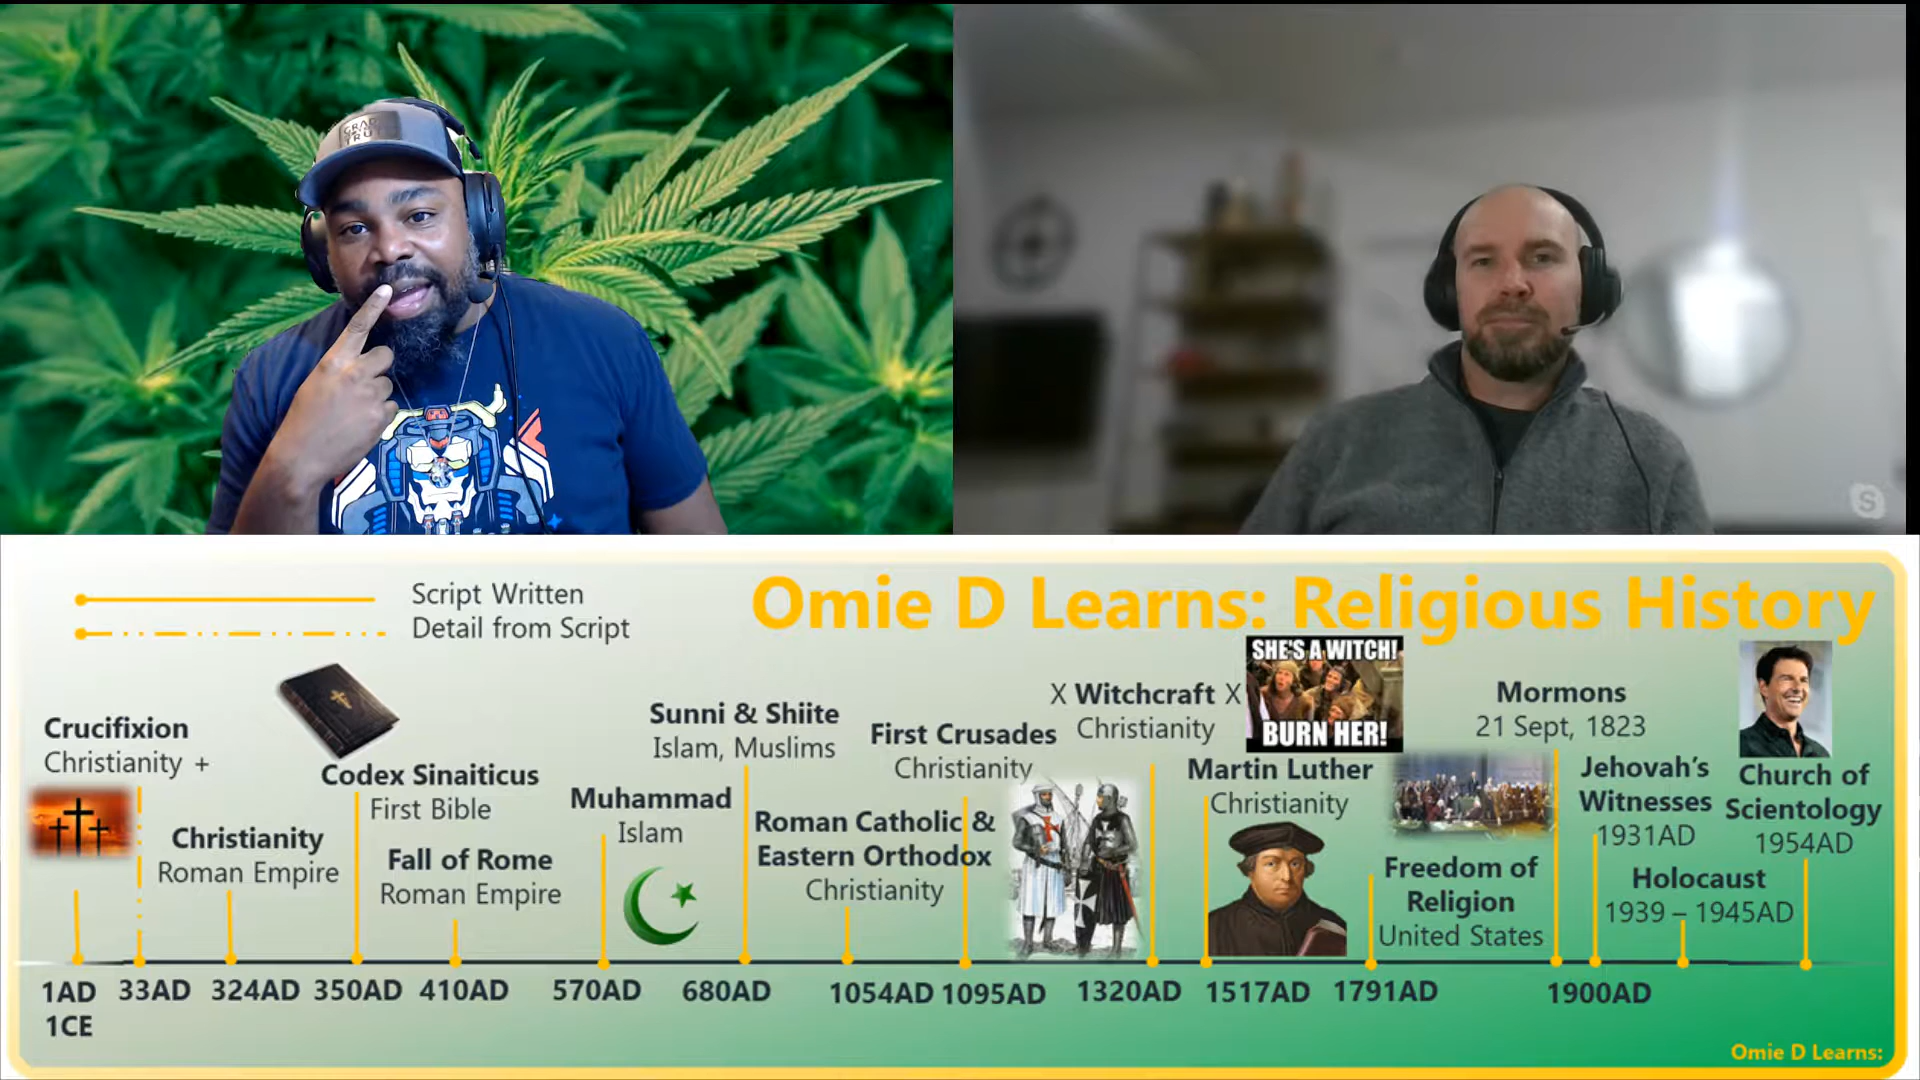 GRAB
TRUT
S
Script Written
Detail from Script
Omie D Learns: Religious History
Crucifixion
Christianity +
Christianity
Roman Empire
Codex Sinaiticus
First Bible
Fall of Rome
Roman Empire
Muhammad
Islam
Sunni & Shiite
Islam, Muslims
Roman Catholic &
Eastern Orthodox
Christianity
First Crusades
Christianity
X Witchcraft X
Christianity
SHE'S A WITCH!
BURN HER!
Martin Luther
Christianity
Freedom of
Religion
United States
Mormons
21 Sept, 1823
Jehovah's
Witnesses
1931AD
Holocaust
1939 – 1945AD
Church of
Scientology
1954AD
1AD 33AD 324AD 350AD 410AD 570AD 680AD 1054AD 1095AD 1320AD 1517AD 1791AD 1900AD
1CE
Omie D Learns: